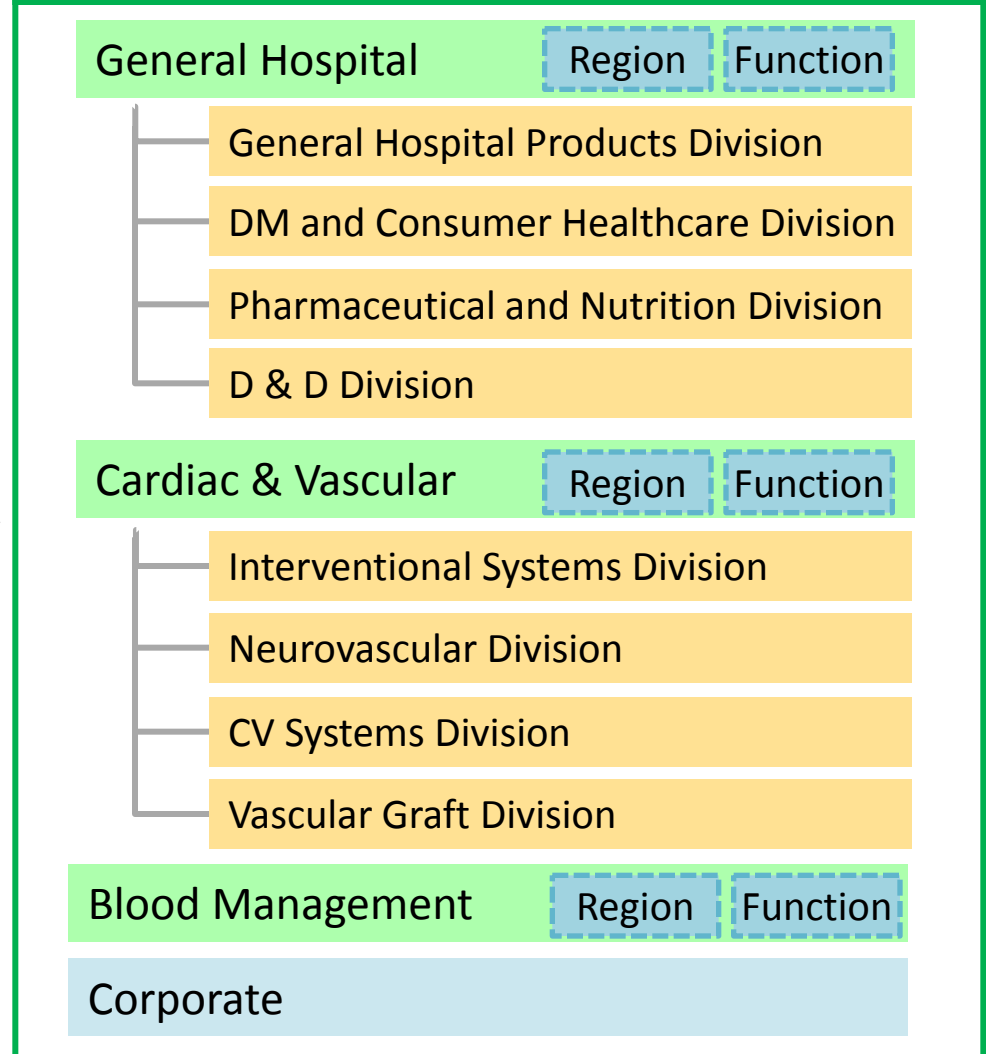 General Hospital Region Function
General Hospital Products Division
DM and Consumer Healthcare Division
Pharmaceutical and Nutrition Division
D & D Division
Cardiac & Vascular Region Function
Interventional Systems Division
Neurovascular Division
CV Systems Division
Vascular Graft Division
Blood Management Region Function
Corporate